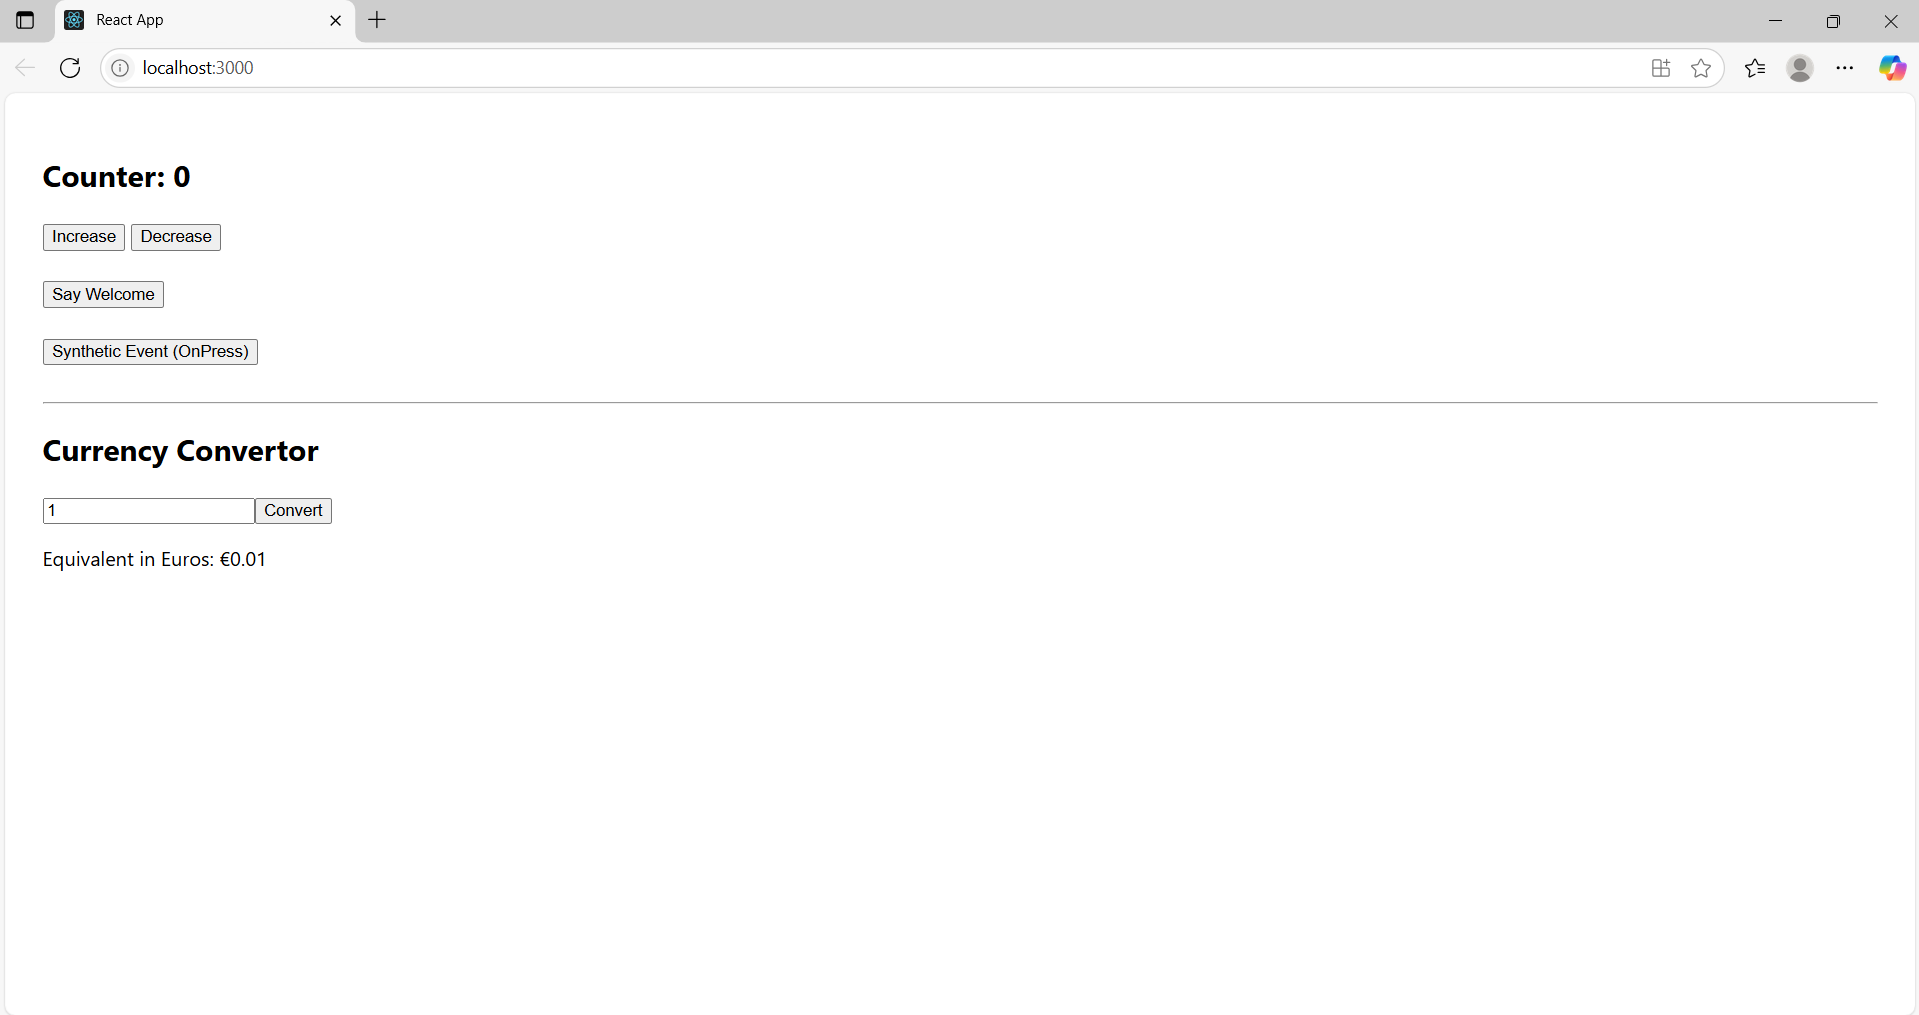 React App
localhost:3000
Counter: 0
Increase Decrease
Say Welcome
Synthetic Event (OnPress)
Currency Convertor
1 Convert
Equivalent in Euros: €0.01